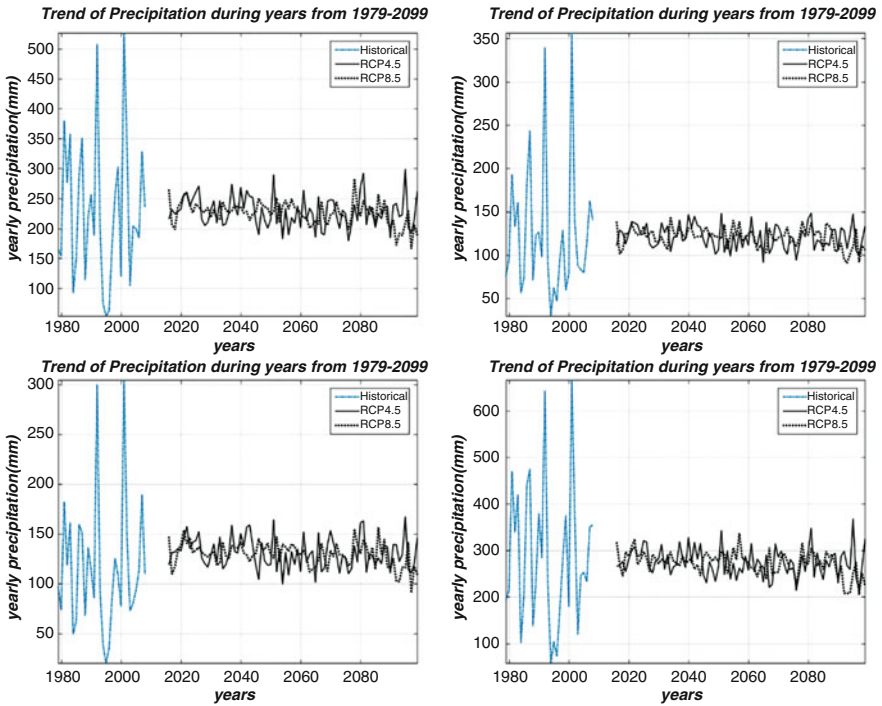 Trend of Precipitation during years from 1979-2099
500
450
400
350
300
250
200
150
100
yearly precipitation(mm)
Historical
RCP4.5
RCP8.5
1980 2000 2020 2040 2060 2080
years
Trend of Precipitation during years from 1979-2099
350
300
250
200
150
100
50
yearly precipitation(mm)
Historical
RCP4.5
RCP8.5
1980 2000 2020 2040 2060 2080
years
Trend of Precipitation during years from 1979-2099
300
250
200
150
100
50
yearly precipitation(mm)
Historical
RCP4.5
RCP8.5
1980 2000 2020 2040 2060 2080
years
Trend of Precipitation during years from 1979-2099
600
500
400
300
200
100
yearly precipitation(mm)
Historical
RCP4.5
RCP8.5
1980 2000 2020 2040 2060 2080
years